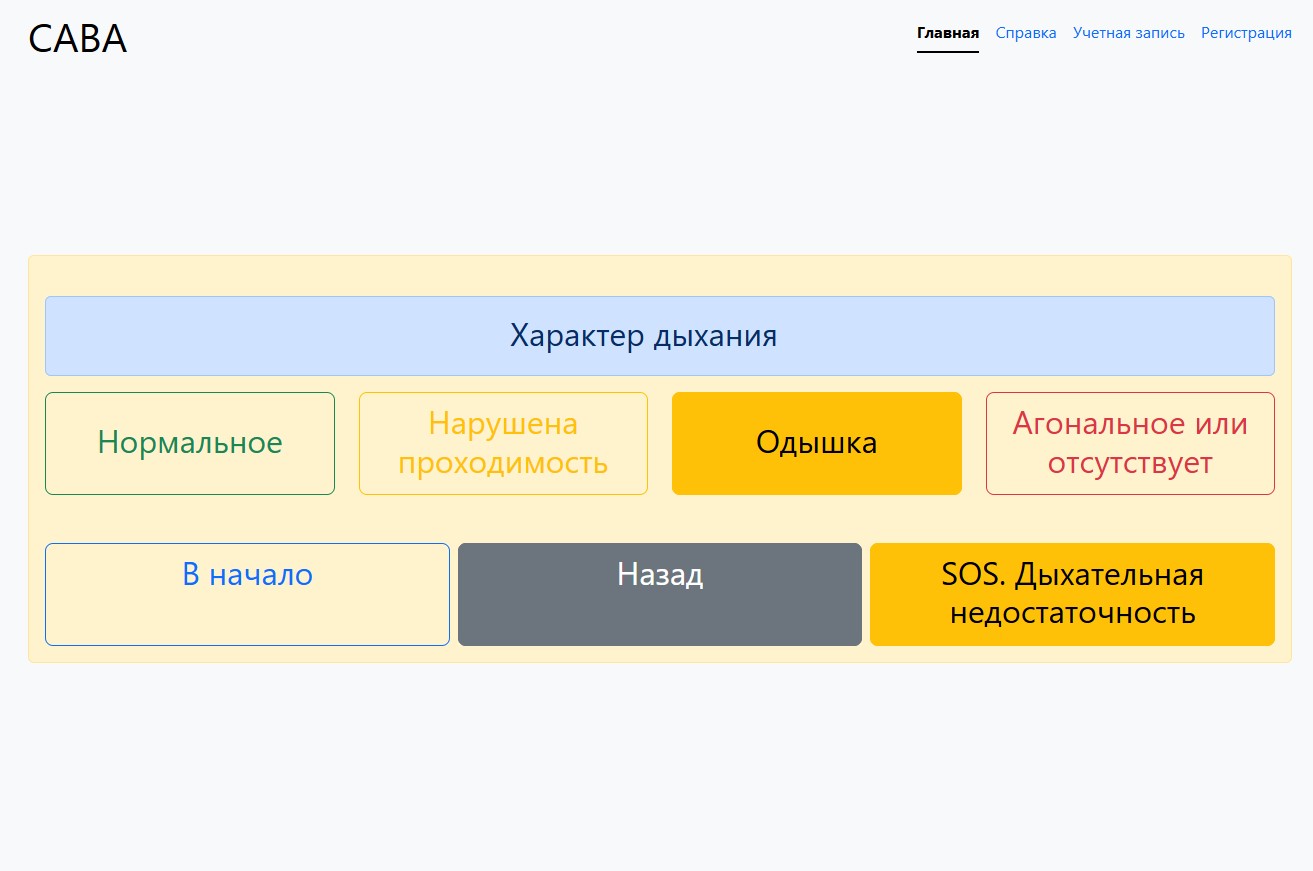 САВА
Главная Справка Учетная запись Регистрация
Характер дыхания
Нормальное
Нарушена
проходимость
Одышка
Агональное или
отсутствует
В начало
Назад
SOS. Дыхательная
недостаточность